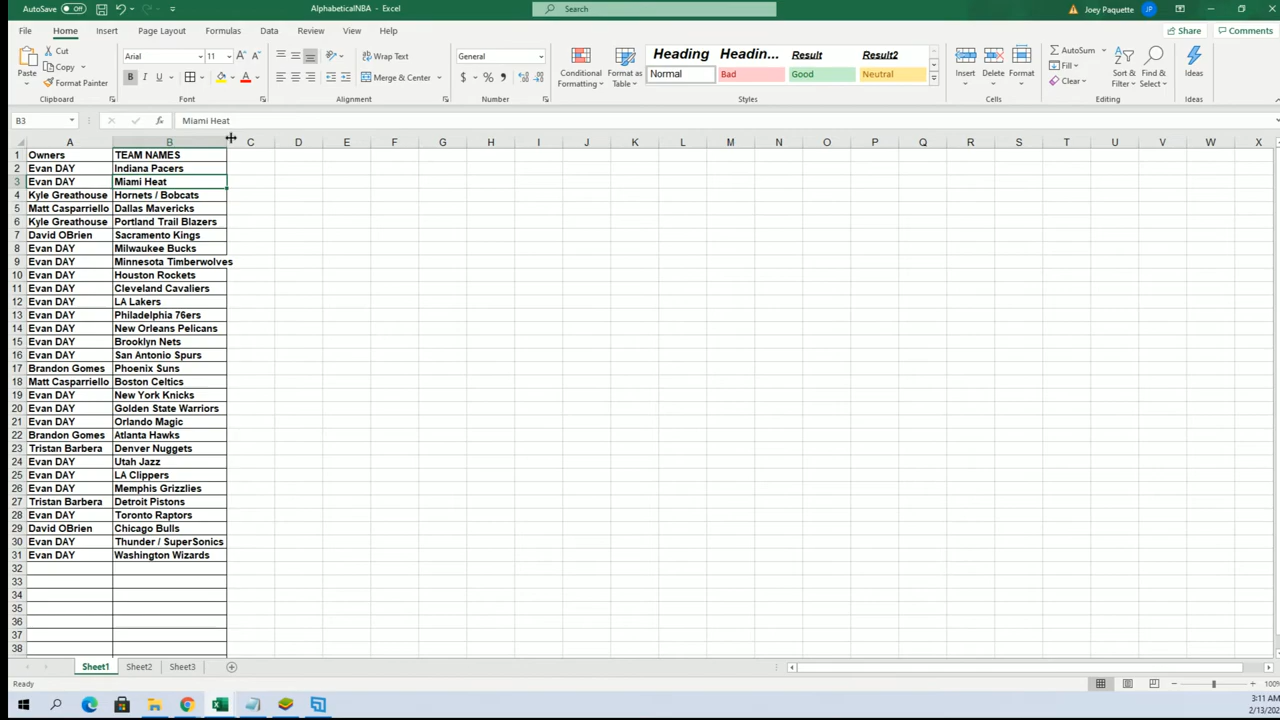 AutoSave Off AlphabeticalNBA - Excel Search Joey Paquette JP
File Home Insert Page Layout Formulas Data Review View Help Share Comments
Cut Arial 11 Wrap Text General Heading Headin... Result Result2 AutoSum
Paste Copy Conditional Format as Normal Bad Good Neutral Insert Delete Format Fill Sort & Find & Ideas
Format Painter B I U Merge & Center $ % Formatting Table Clear Filter Select
Clipboard Font Alignment Number Styles Cells Editing Ideas
B3 fx Miami Heat
A B C D E F G H I J K L M N O P Q R S T U V W X
1 Owners TEAM NAMES
2 Evan DAY Indiana Pacers
3 Evan DAY Miami Heat
4 Kyle Greathouse Hornets / Bobcats
5 Matt Casparriello Dallas Mavericks
6 Kyle Greathouse Portland Trail Blazers
7 David OBrien Sacramento Kings
8 Evan DAY Milwaukee Bucks
9 Evan DAY Minnesota Timberwolves
10 Evan DAY Houston Rockets
11 Evan DAY Cleveland Cavaliers
12 Evan DAY LA Lakers
13 Evan DAY Philadelphia 76ers
14 Evan DAY New Orleans Pelicans
15 Evan DAY Brooklyn Nets
16 Evan DAY San Antonio Spurs
17 Brandon Gomes Phoenix Suns
18 Matt Casparriello Boston Celtics
19 Evan DAY New York Knicks
20 Evan DAY Golden State Warriors
21 Evan DAY Orlando Magic
22 Brandon Gomes Atlanta Hawks
23 Tristan Barbera Denver Nuggets
24 Evan DAY Utah Jazz
25 Evan DAY LA Clippers
26 Evan DAY Memphis Grizzlies
27 Tristan Barbera Detroit Pistons
28 Evan DAY Toronto Raptors
29 David OBrien Chicago Bulls
30 Evan DAY Thunder / SuperSonics
31 Evan DAY Washington Wizards
32
33
34
35
36
37
38
Sheet1 Sheet2 Sheet3
Ready 100%
3:11 AM
2/13/202